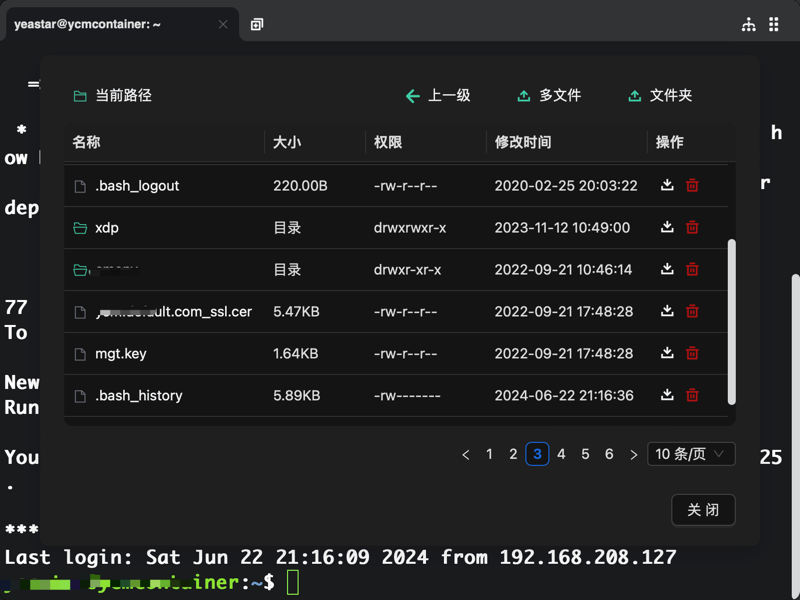 yeastar@ycmcontainer: ~
当前路径 上一级 多文件 文件夹
名称 大小 权限 修改时间 操作
* h
ow
.bash_logout 220.00B -rw-r--r-- 2020-02-25 20:03:22
r
dep
xdp 目录 drwxrwxr-x 2023-11-12 10:49:00
目录 drwxr-xr-x 2022-09-21 10:46:14
77
.com_ssl.cer 5.47KB -rw-r--r-- 2022-09-21 17:48:28
To
mgt.key 1.64KB -rw-r--r-- 2022-09-21 17:48:28
New
.bash_history 5.89KB -rw------- 2024-06-22 21:16:36
Run
< 1 2 3 4 5 6 > 10 条/页
You 25
.
关 闭
***
Last login: Sat Jun 22 21:16:09 2024 from 192.168.208.127
:~$